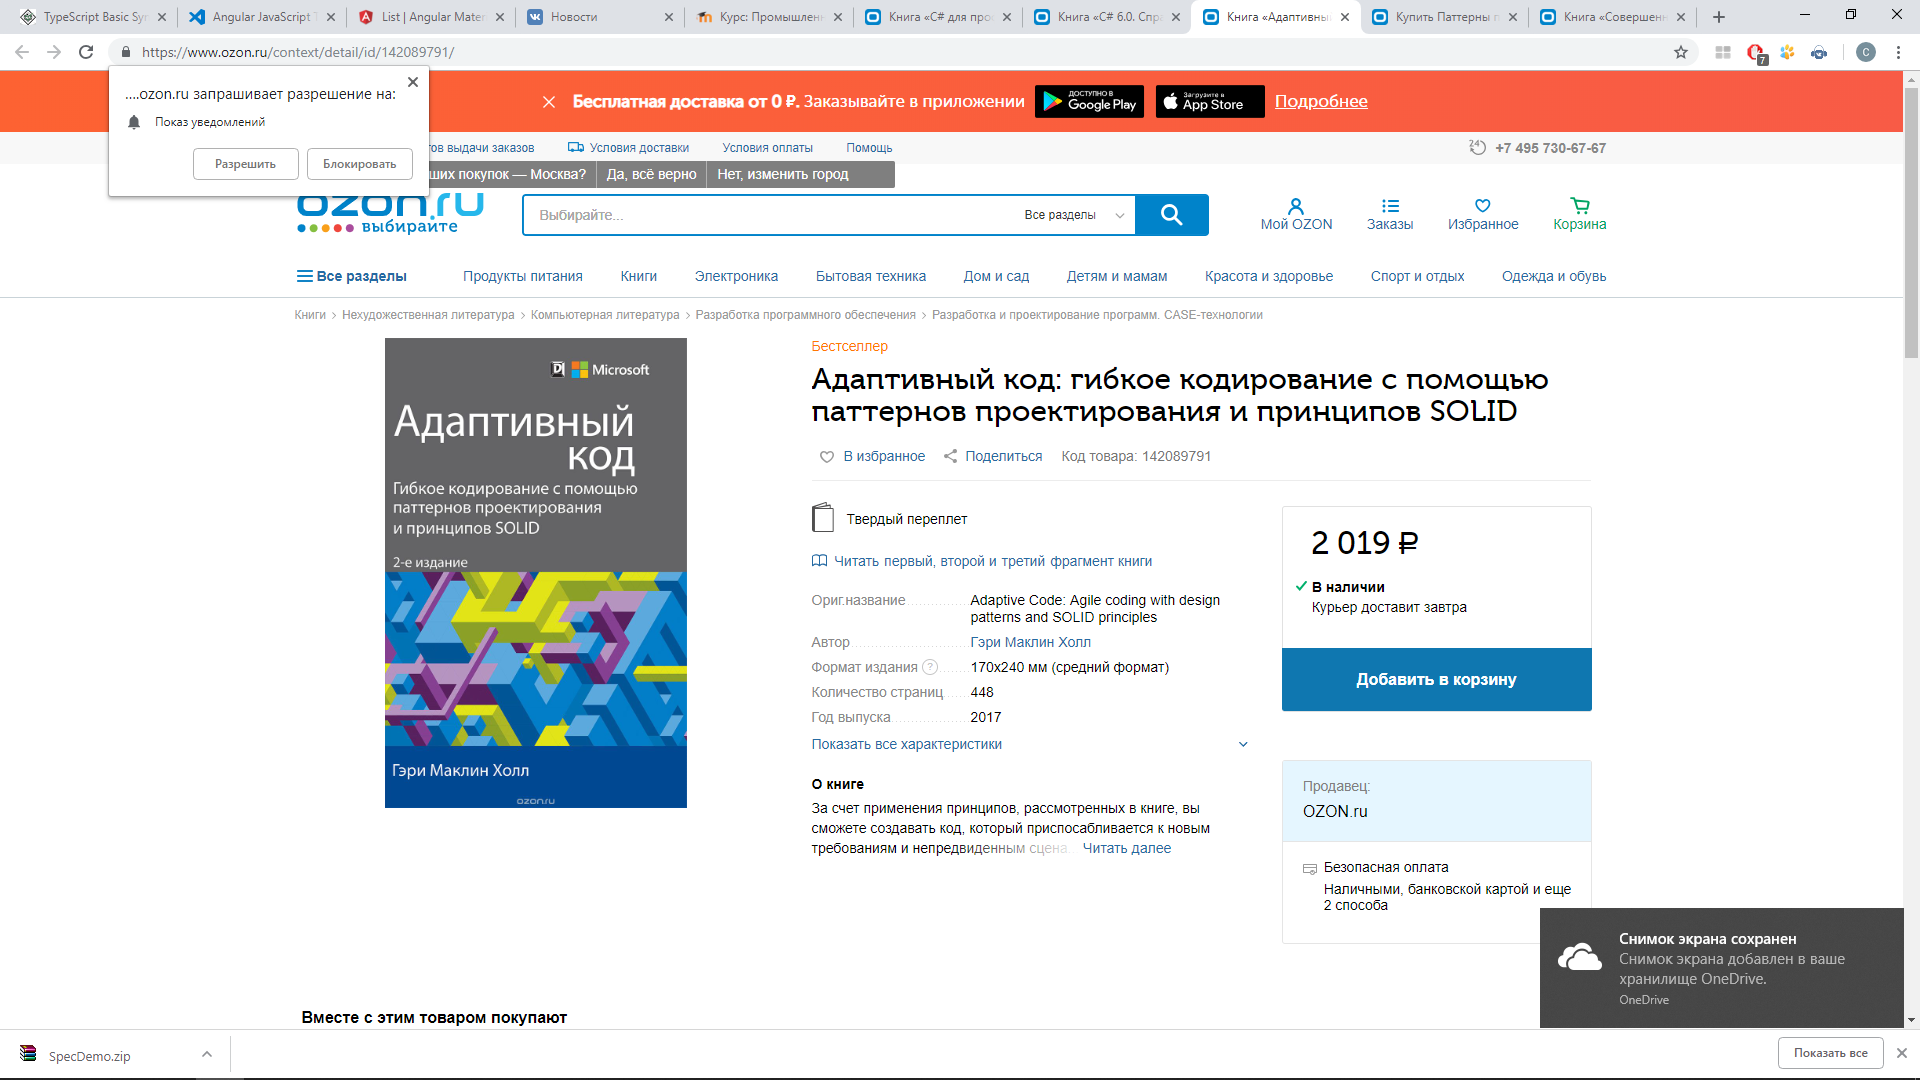 TypeScript Basic Syn
Angular JavaScript T
List | Angular Mater
Новости
Курс: Промышлен
Книга «C# для про
Книга «C# 6.0. Спра
Книга «Адаптивны
Купить Паттерны п
Книга «Совершен
https://www.ozon.ru/context/detail/id/142089791/
7
C
....ozon.ru запрашивает разрешение на:
Показ уведомлений
Разрешить
Блокировать
Бесплатная доставка от 0 ₽. Заказывайте в приложении
ДОСТУПНО В
Google Play
Загрузите в
App Store
Подробнее
ов выдачи заказов
Условия доставки
Условия оплаты
Помощь
24
+7 495 730-67-67
ших покупок — Москва?
Да, всё верно
Нет, изменить город
ozon.ru
выбирайте
Выбирайте...
Все разделы
Мой OZON
Заказы
Избранное
Корзина
Все разделы
Продукты питания
Книги
Электроника
Бытовая техника
Дом и сад
Детям и мамам
Красота и здоровье
Спорт и отдых
Одежда и обувь
Книги > Нехудожественная литература > Компьютерная литература > Разработка программного обеспечения > Разработка и проектирование программ. CASE-технологии
Microsoft
Адаптивный
код
Гибкое кодирование с помощью
паттернов проектирования
и принципов SOLID
2-е издание
Гэри Маклин Холл
ozon.ru
Бестселлер
Адаптивный код: гибкое кодирование с помощью
паттернов проектирования и принципов SOLID
В избранное
Поделиться
Код товара: 142089791
Твердый переплет
Читать первый, второй и третий фрагмент книги
Ориг.название
Adaptive Code: Agile coding with design
patterns and SOLID principles
Автор
Гэри Маклин Холл
Формат издания ?
170x240 мм (средний формат)
Количество страниц
448
Год выпуска
2017
Показать все характеристики
О книге
За счет применения принципов, рассмотренных в книге, вы
сможете создавать код, который приспосабливается к новым
требованиям и непредвиденным сцена
Читать далее
2 019 ₽
В наличии
Курьер доставит завтра
Добавить в корзину
Продавец:
OZON.ru
Безопасная оплата
Наличными, банковской картой и еще
2 способа
Снимок экрана сохранен
Снимок экрана добавлен в ваше
хранилище OneDrive.
OneDrive
Вместе с этим товаром покупают
SpecDemo.zip
Показать все